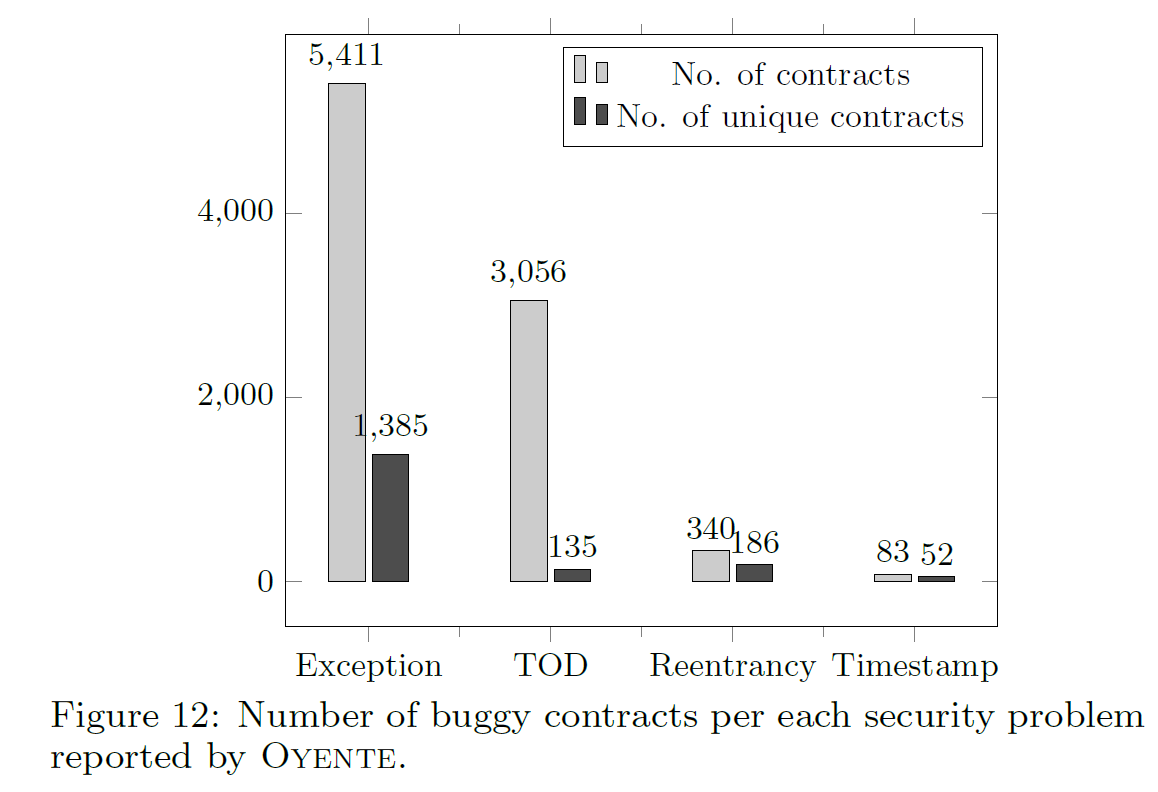 5,411
No. of contracts
No. of unique contracts
4,000
3,056
2,000
1,385
340
186
135
83
52
0
Exception
TOD
Reentrancy
Timestamp
Figure 12: Number of buggy contracts per each security problem
reported by OYENTE.